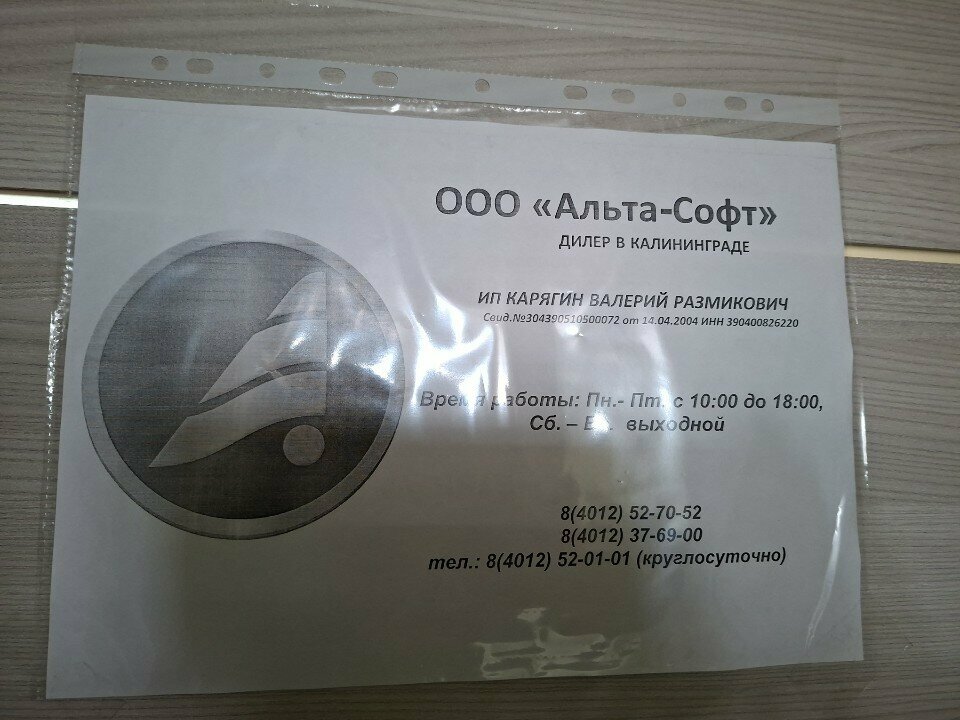 ООО «Альта-Софт»
ДИЛЕР В КАЛИНИНГРАДЕ
ИП КАРЯГИН ВАЛЕРИЙ РАЗМИКОВИЧ
Свид.№304390510500072 от 14.04.2004 ИНН 390400826220
Время работы: Пн.- Пт. с 10:00 до 18:00,
Сб. – выходной
8(4012) 52-70-52
8(4012) 37-69-00
тел.: 8(4012) 52-01-01 (круглосуточно)